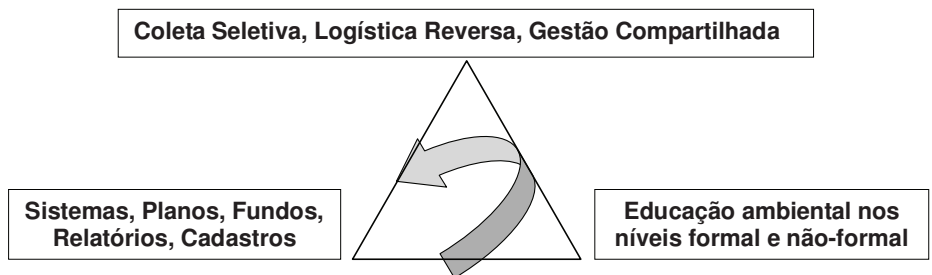 Coleta Seletiva, Logística Reversa, Gestão Compartilhada
Sistemas, Planos, Fundos,
Relatórios, Cadastros
Educação ambiental nos
níveis formal e não-formal